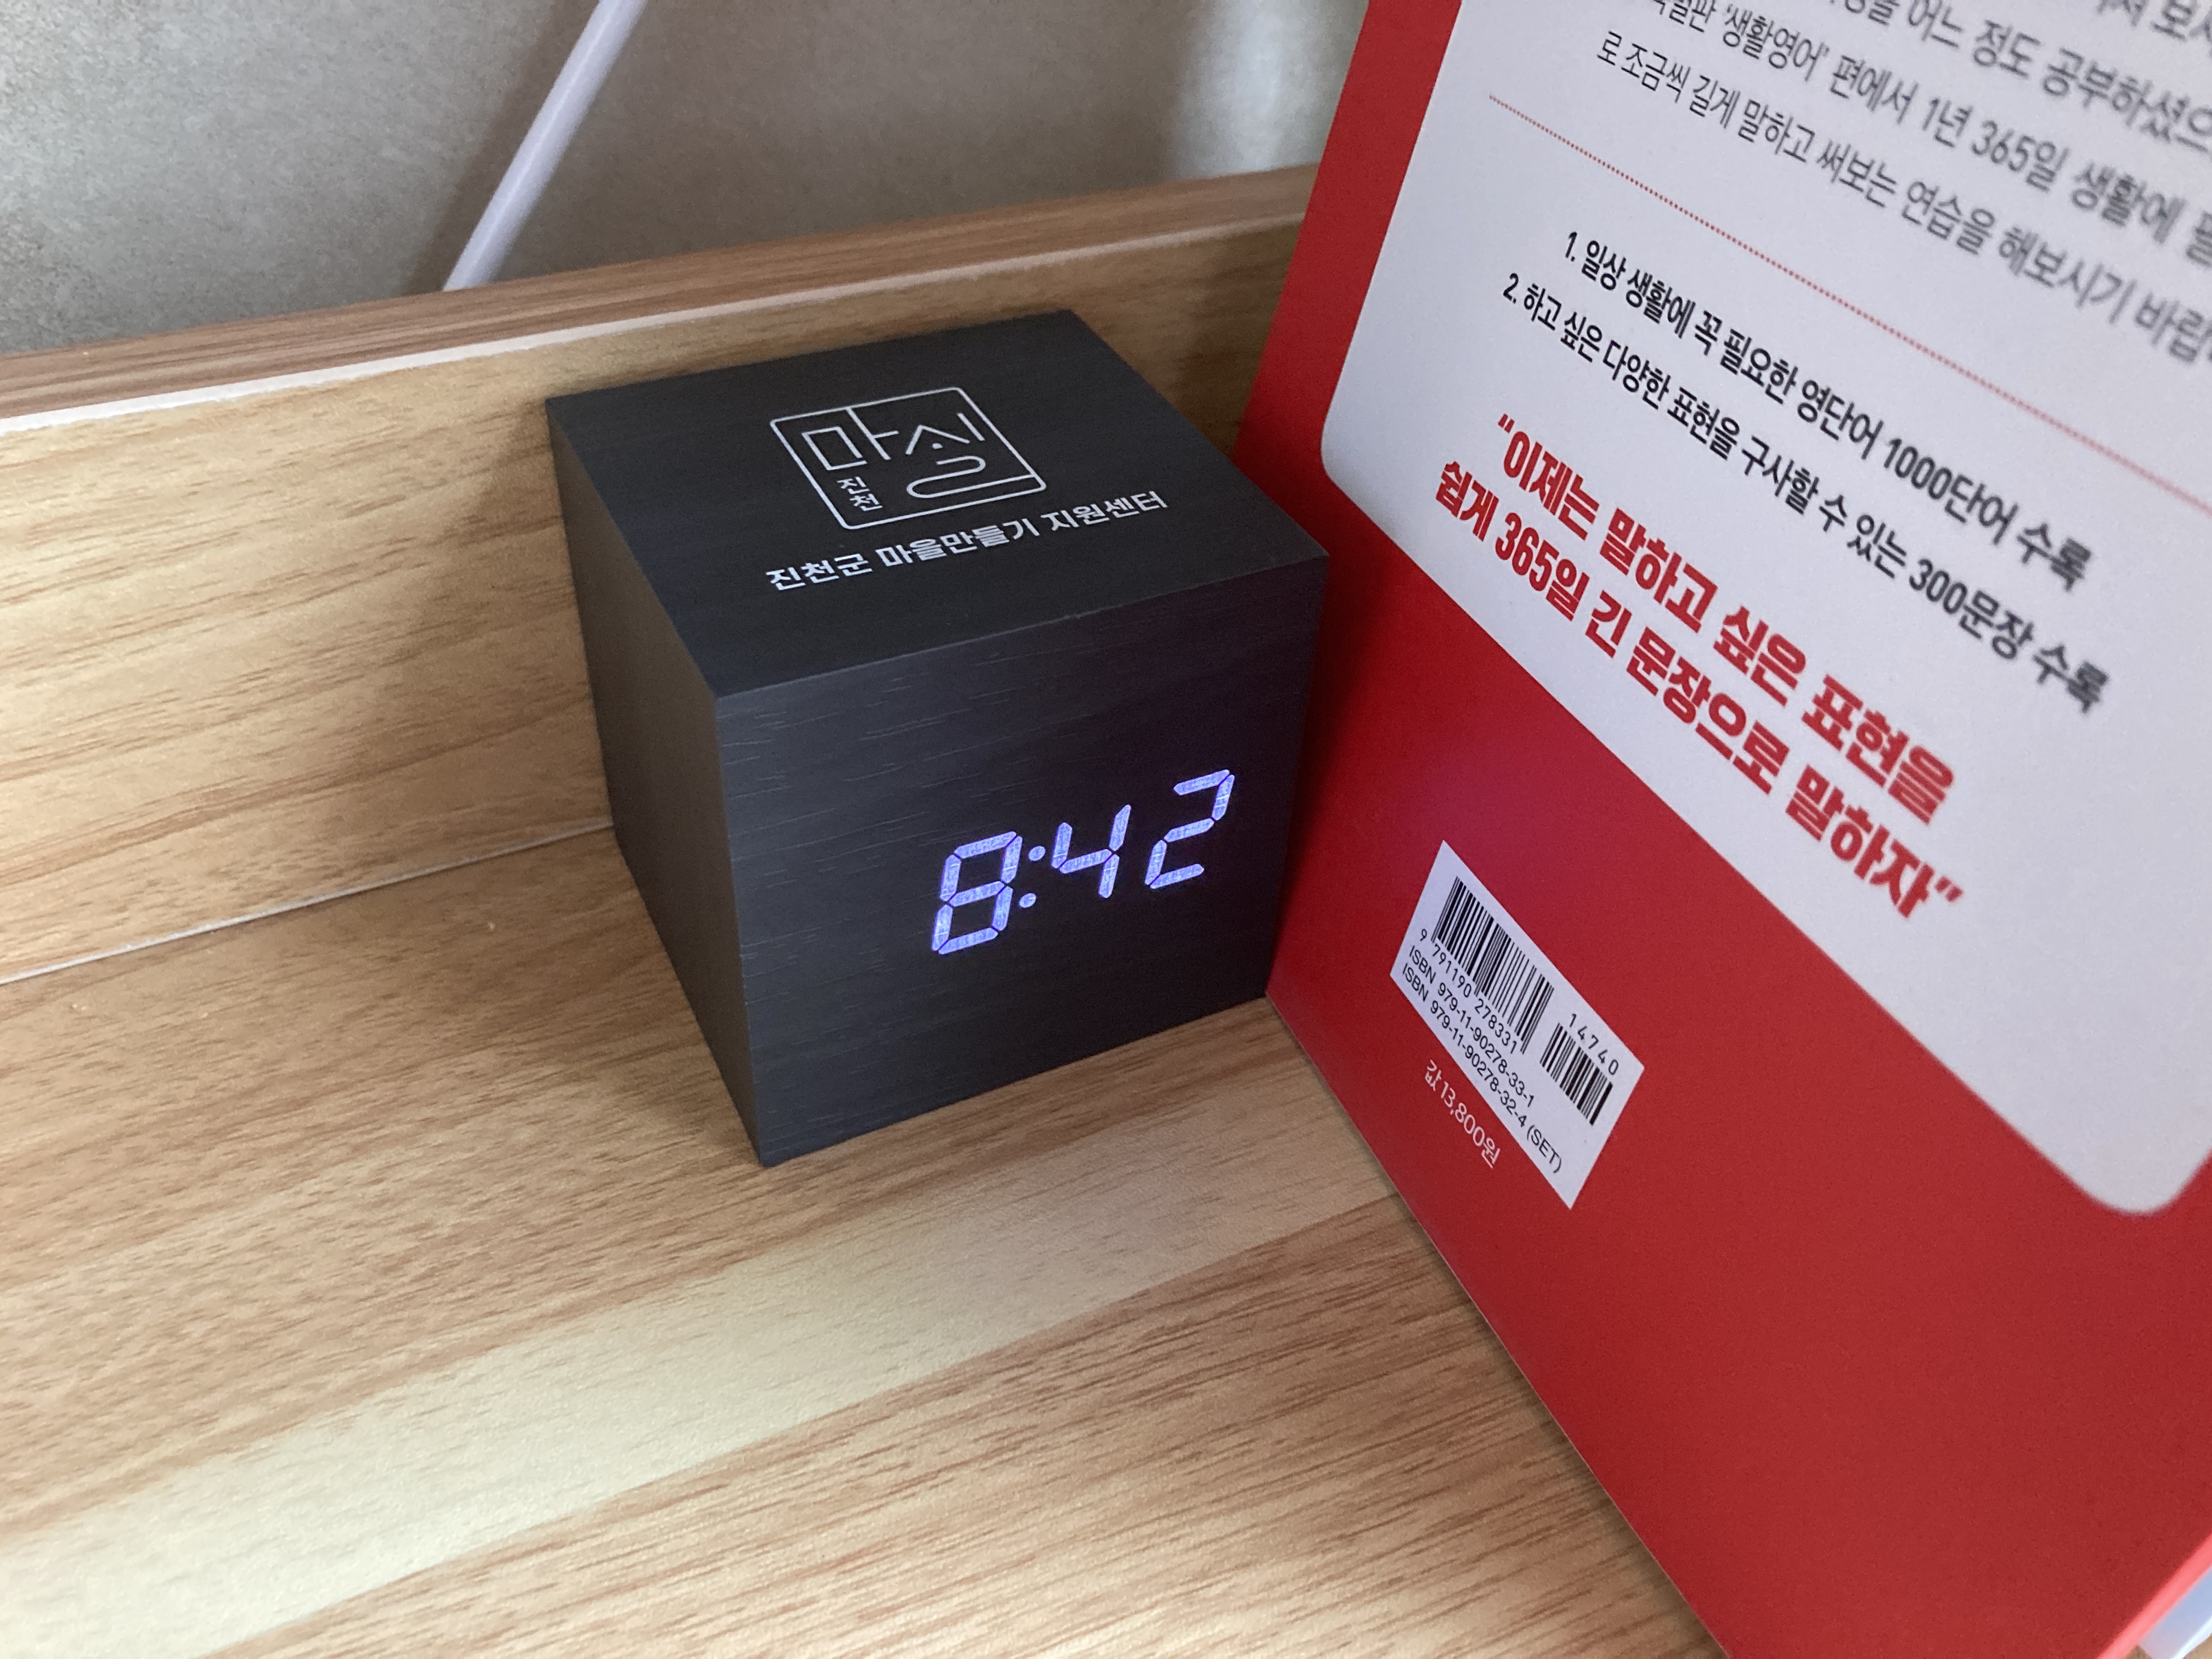 마실
진천
진천군 마을만들기 지원센터
8:42
어느 정도 공부하셨으
'생활영어' 편에서 1년 365일 생활에
로 조금씩 길게 말하고 써보는 연습을 해보시기 바랍
1. 일상 생활에 꼭 필요한 영단어 1000단어 수록
2. 하고 싶은 다양한 표현을 구사할 수 있는 300문장 수록
“이제는 말하고 싶은 표현을
쉽게 365일 긴 문장으로 말하자”
9 791190 278331
14740
ISBN 979-11-90278-33-1
ISBN 979-11-90278-32-4 (SET)
값 13,800원